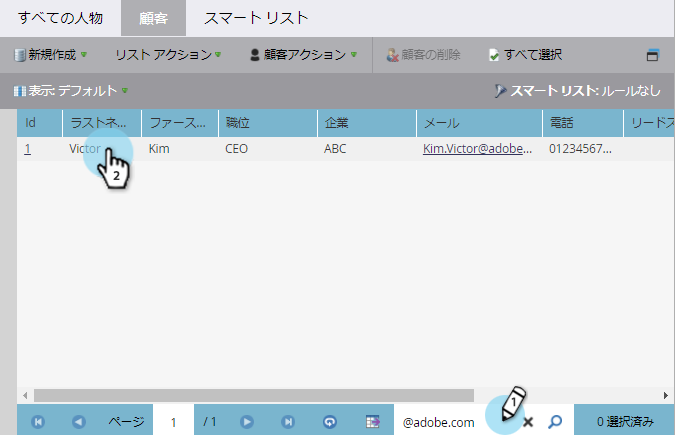 すべての人物 顧客 スマート リスト
新規作成 リスト アクション 顧客アクション 顧客の削除 すべて選択
表示: デフォルト スマート リスト: ルールなし
Id ラストネ... ファース... 職位 企業 メール 電話 リードス
1 Victor Kim CEO ABC Kim.Victor@adobe... 01234567...
2
1
ページ 1 / 1 @adobe.com 0 選択済み